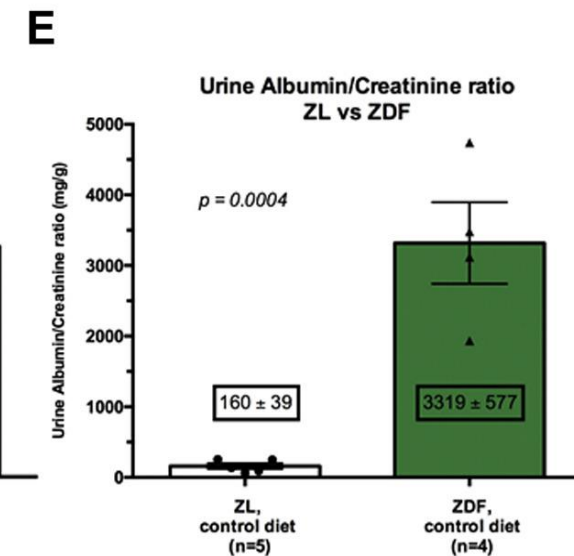 E
Urine Albumin/Creatinine ratio
ZL vs ZDF
Urine Albumin/Creatinine ratio (mg/g)
5000
4000
3000
2000
1000
0
p = 0.0004
160 ± 39
3319 ± 577
ZL,
control diet
(n=5)
ZDF,
control diet
(n=4)